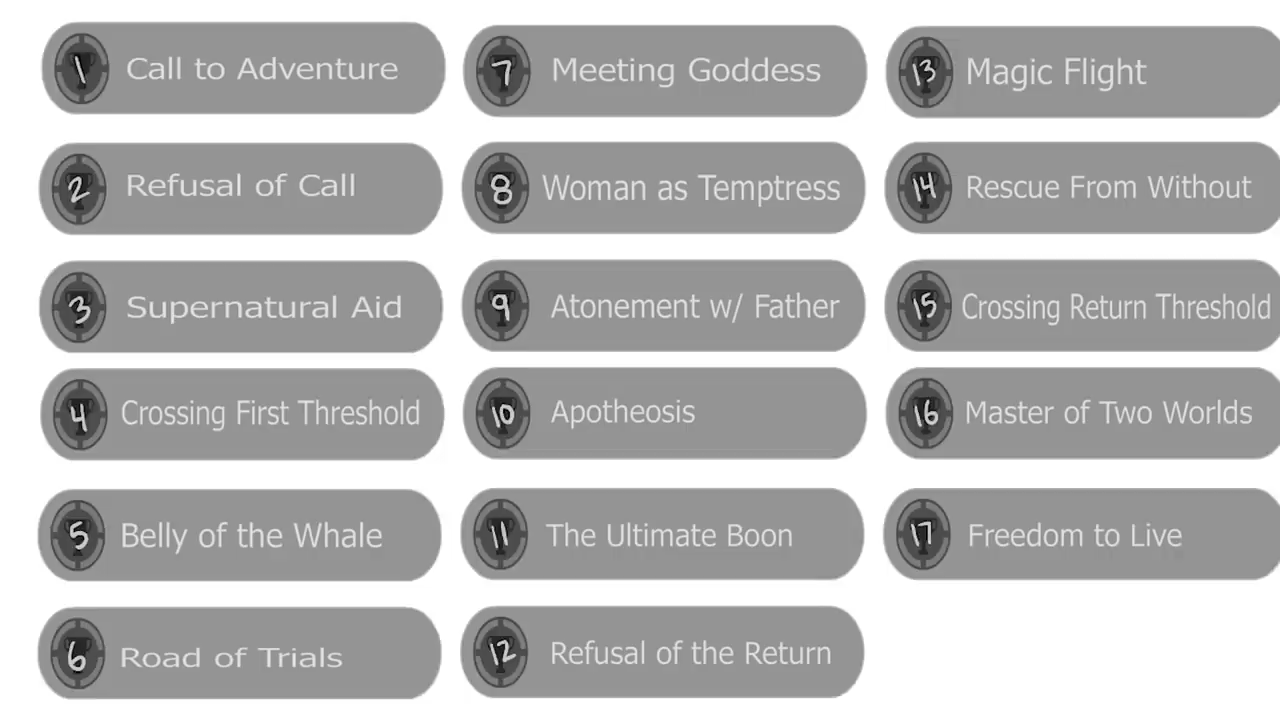 1 Call to Adventure
2 Refusal of Call
3 Supernatural Aid
4 Crossing First Threshold
5 Belly of the Whale
6 Road of Trials
7 Meeting Goddess
8 Woman as Temptress
9 Atonement w/ Father
10 Apotheosis
11 The Ultimate Boon
12 Refusal of the Return
13 Magic Flight
14 Rescue From Without
15 Crossing Return Threshold
16 Master of Two Worlds
17 Freedom to Live